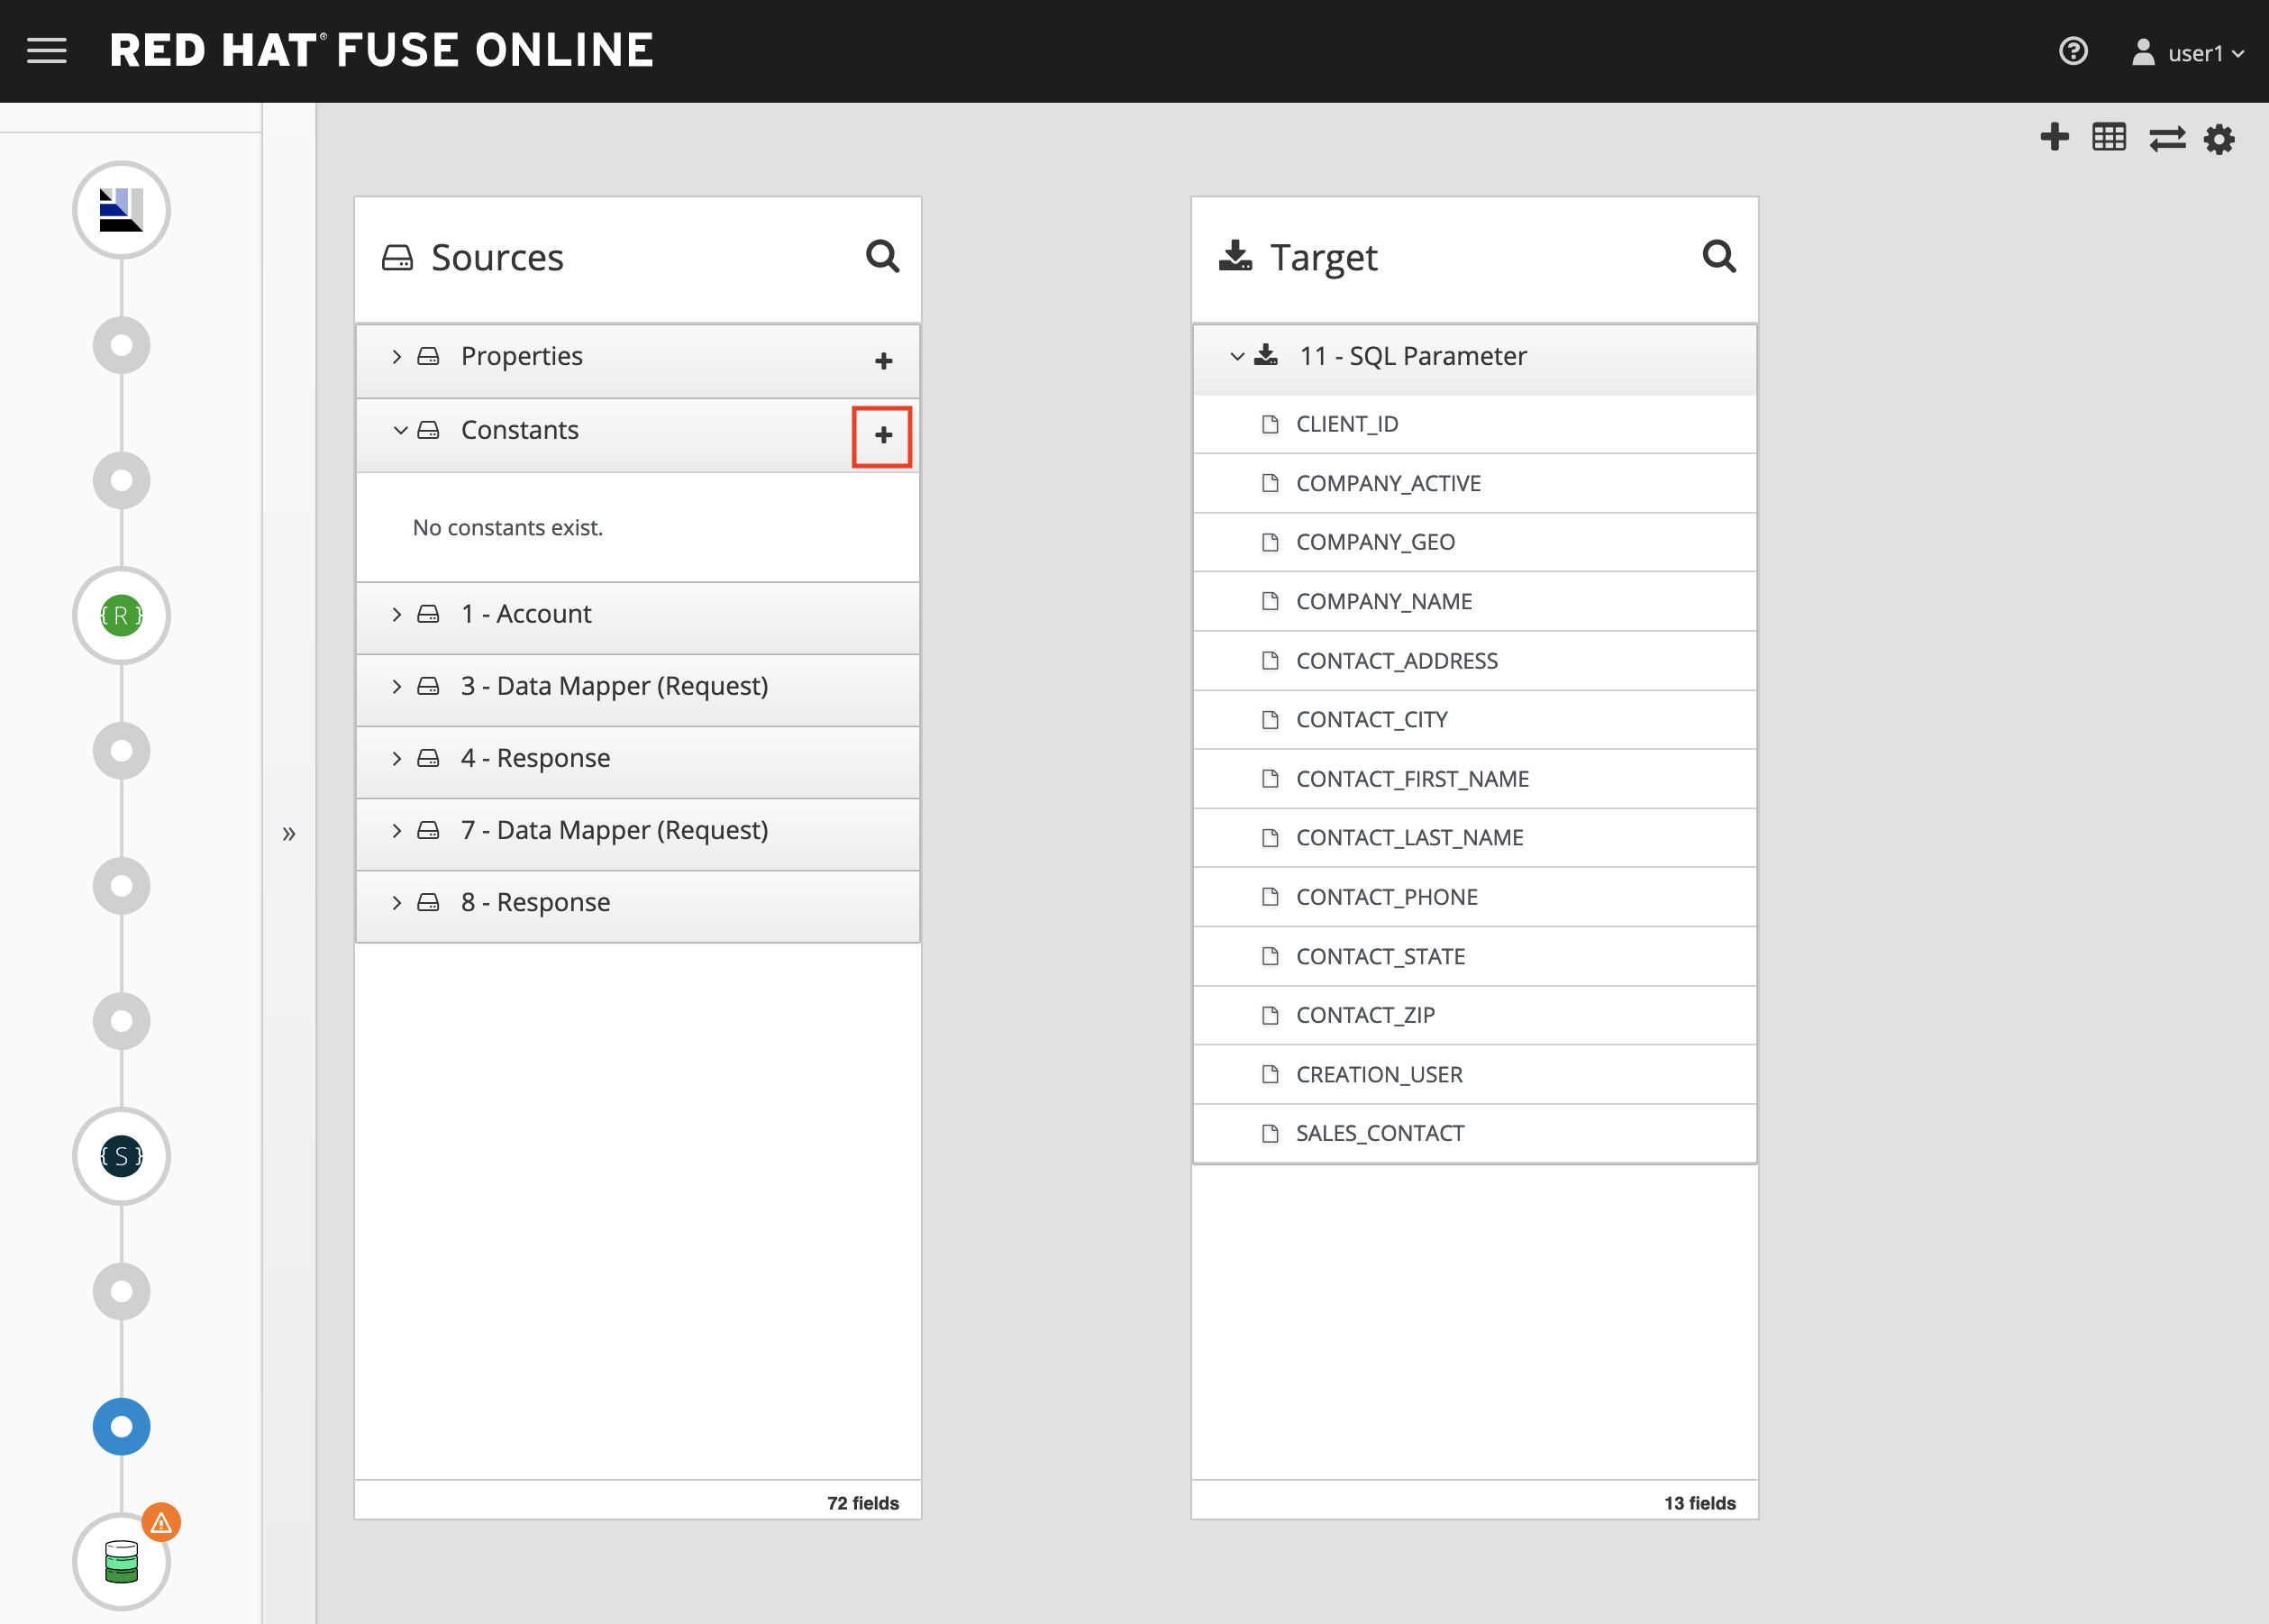 RED HAT® FUSE ONLINE
user1
Sources
Properties
Constants
No constants exist.
1 - Account
3 - Data Mapper (Request)
4 - Response
7 - Data Mapper (Request)
8 - Response
72 fields
Target
11 - SQL Parameter
CLIENT_ID
COMPANY_ACTIVE
COMPANY_GEO
COMPANY_NAME
CONTACT_ADDRESS
CONTACT_CITY
CONTACT_FIRST_NAME
CONTACT_LAST_NAME
CONTACT_PHONE
CONTACT_STATE
CONTACT_ZIP
CREATION_USER
SALES_CONTACT
13 fields
{ R }
{ S }